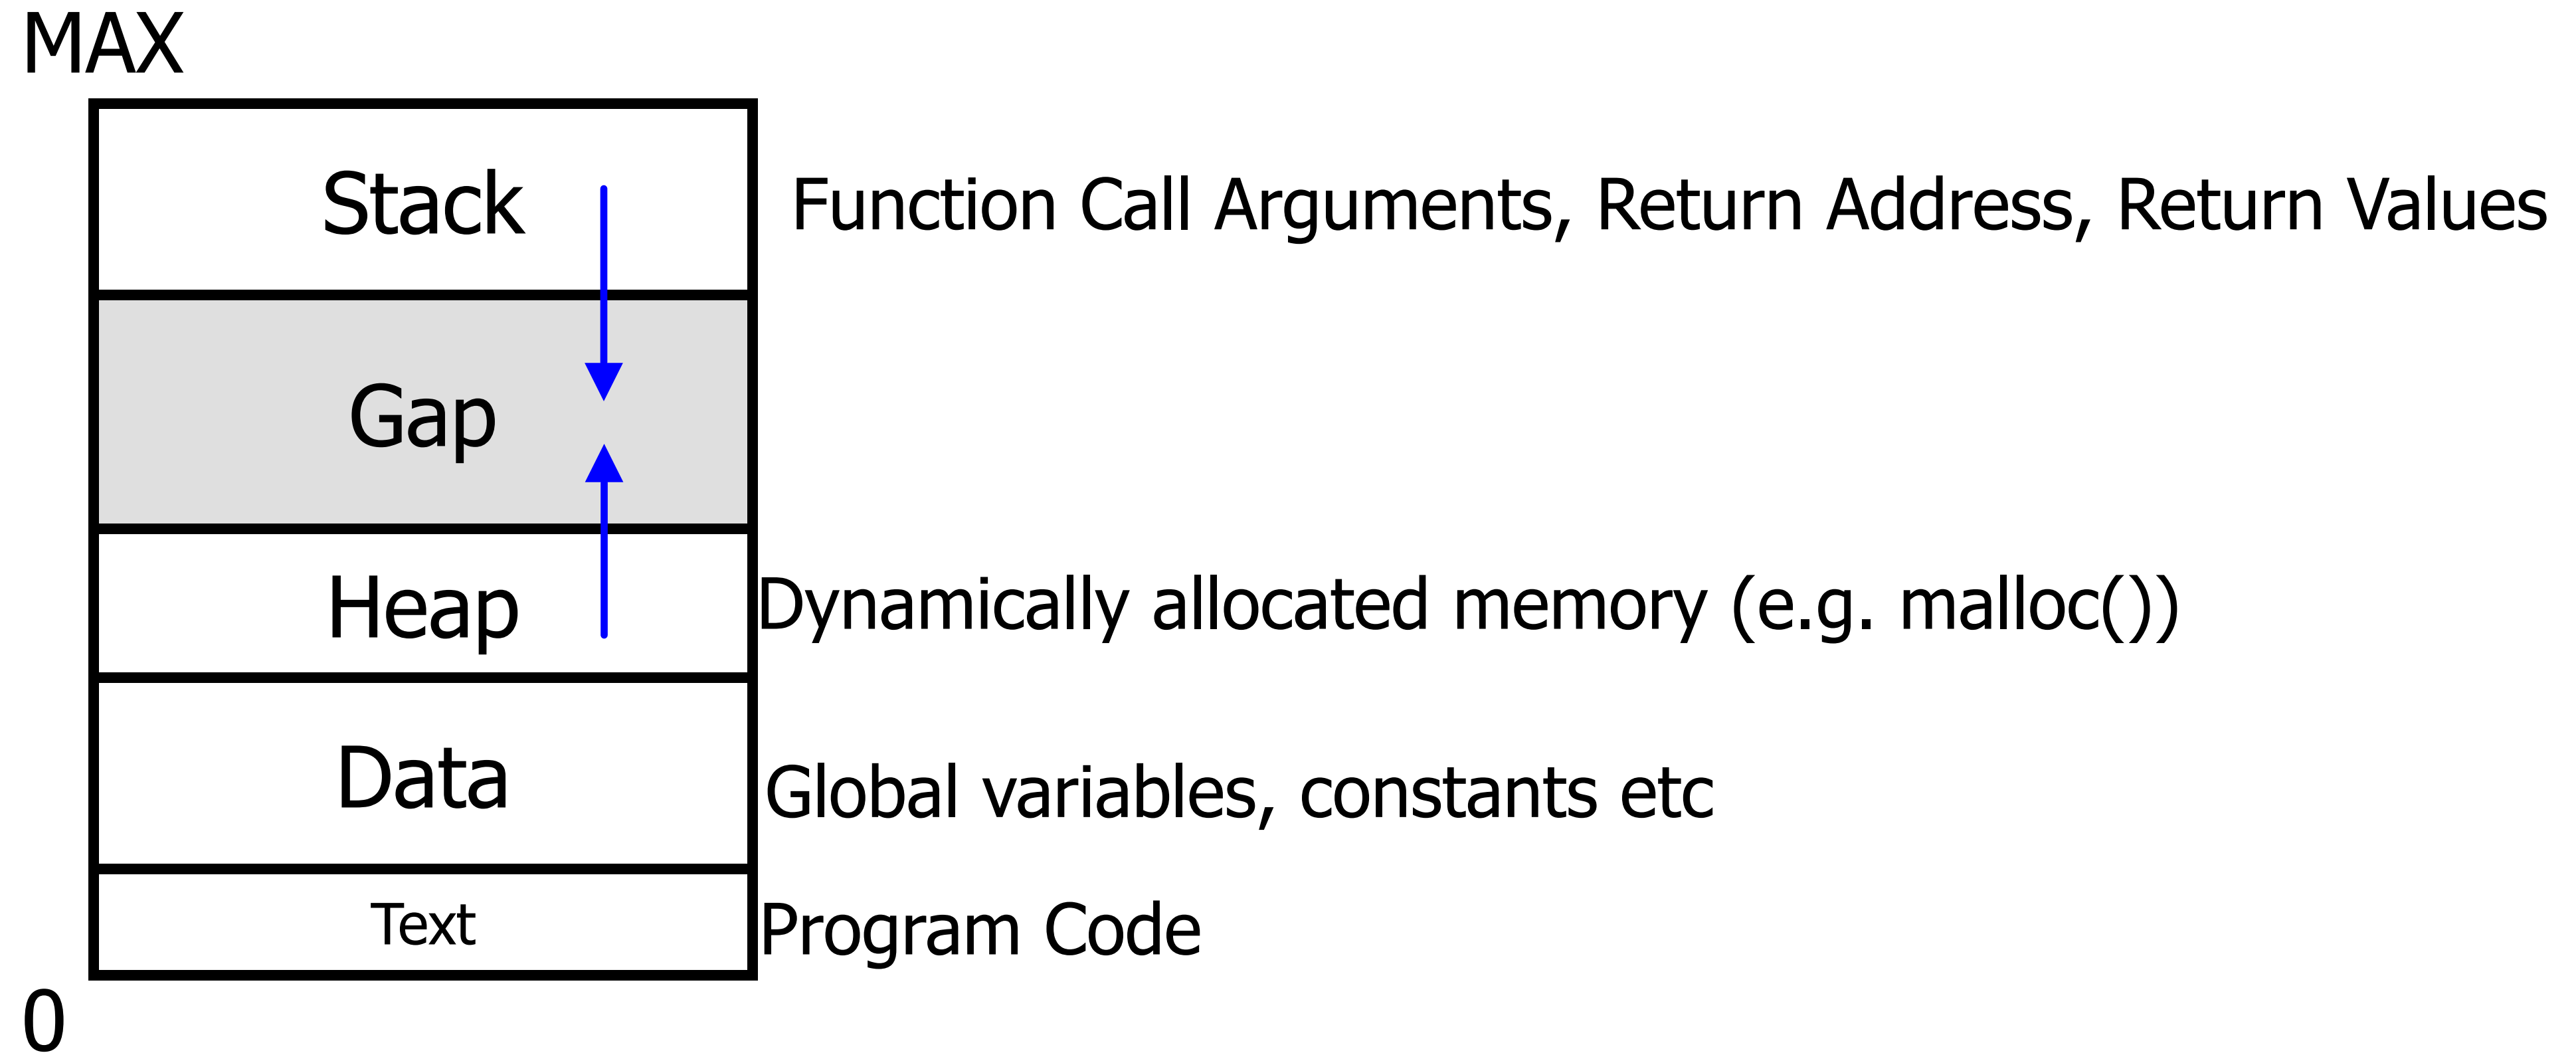 MAX
Stack
Function Call Arguments, Return Address, Return Values
Gap
Heap
Dynamically allocated memory (e.g. malloc())
Data
Global variables, constants etc
Text
Program Code
0